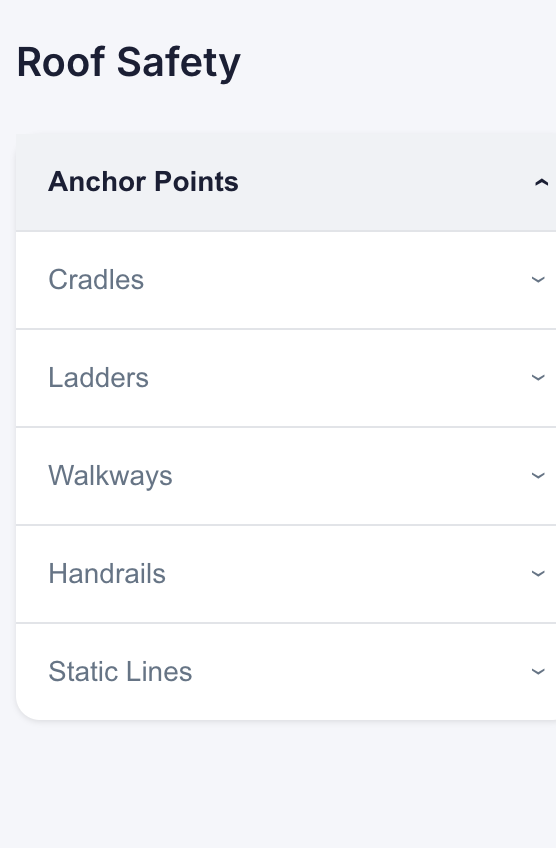 Roof Safety
Anchor Points
Cradles
Ladders
Walkways
Handrails
Static Lines